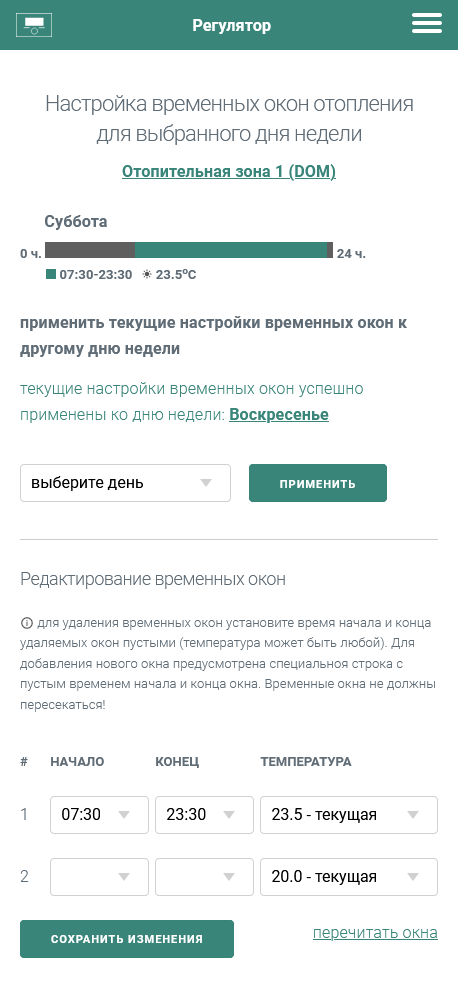 Регулятор
Настройка временных окон отопления
для выбранного дня недели
Отопительная зона 1 (DOM)
Суббота
0 ч. 24 ч.
07:30-23:30 ☀ 23.5ºC
применить текущие настройки временных окон к
другому дню недели
текущие настройки временных окон успешно
применены ко дню недели: Воскресенье
выберите день ПРИМЕНИТЬ
Редактирование временных окон
для удаления временных окон установите время начала и конца
удаляемых окон пустыми (температура может быть любой). Для
добавления нового окна предусмотрена специальноя строка с
пустым временем начала и конца окна. Временные окна не должны
пересекаться!
# НАЧАЛО КОНЕЦ ТЕМПЕРАТУРА
1 07:30 23:30 23.5 - текущая
2 20.0 - текущая
СОХРАНИТЬ ИЗМЕНЕНИЯ перечитать окна